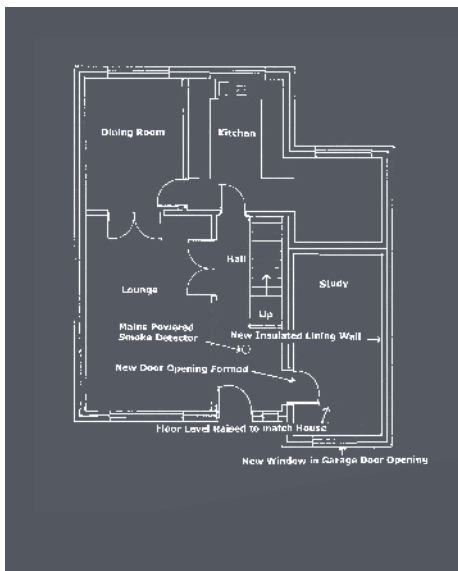 Dining Room
Kitchen
Hall
Study
Lounge
Up
Mains Powered
Smoke Detector
New Insulated Lining Wall
New Door Opening Formed
Floor Level Raised to match House
New Window in Garage Door Opening